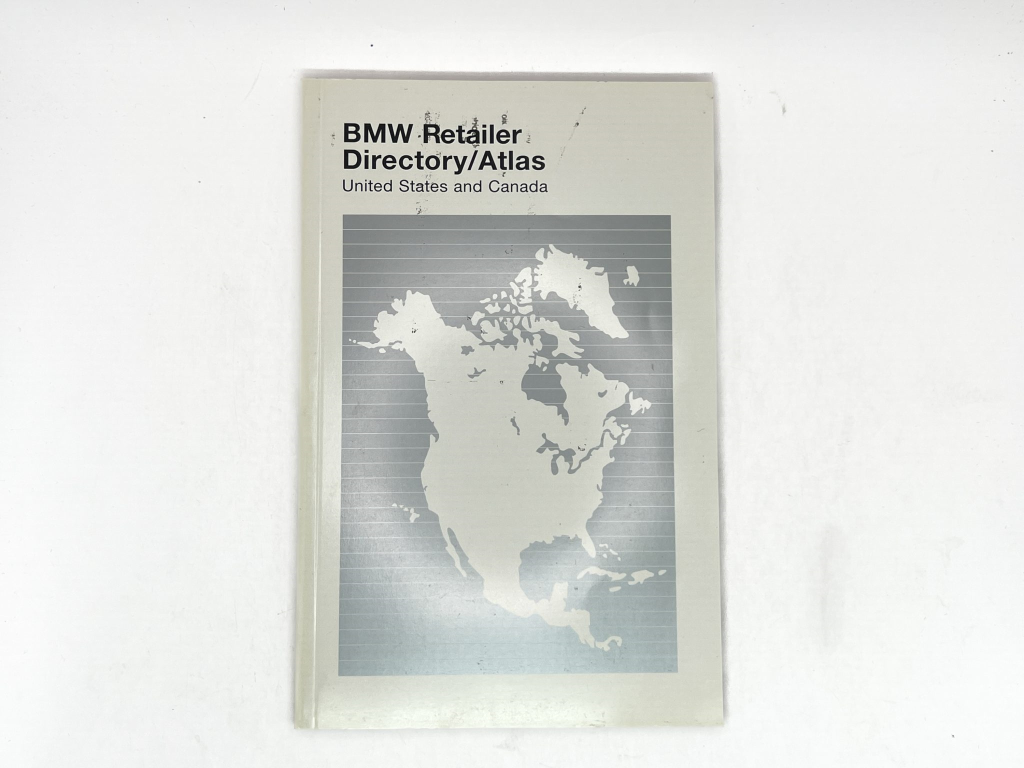 BMW Retailer
Directory/Atlas
United States and Canada